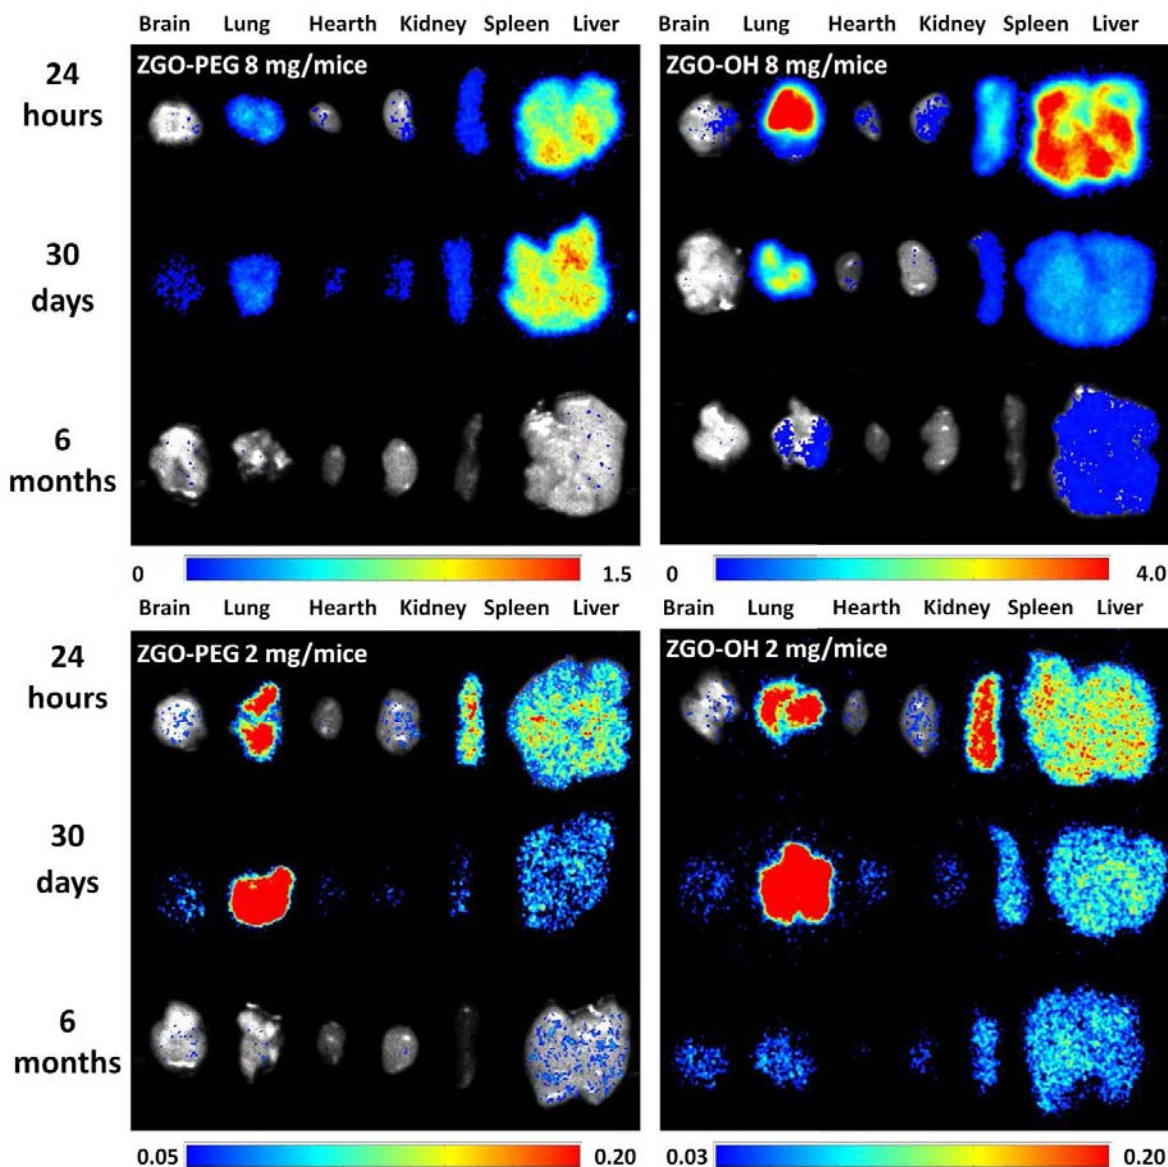 Brain Lung Hearth Kidney Spleen Liver Brain Lung Hearth Kidney Spleen Liver
ZGO-PEG 8 mg/mice ZGO-OH 8 mg/mice
24
hours
30
days
6
months
0 1.5 0 4.0
Brain Lung Hearth Kidney Spleen Liver Brain Lung Hearth Kidney Spleen Liver
ZGO-PEG 2 mg/mice ZGO-OH 2 mg/mice
24
hours
30
days
6
months
0.05 0.20 0.03 0.20